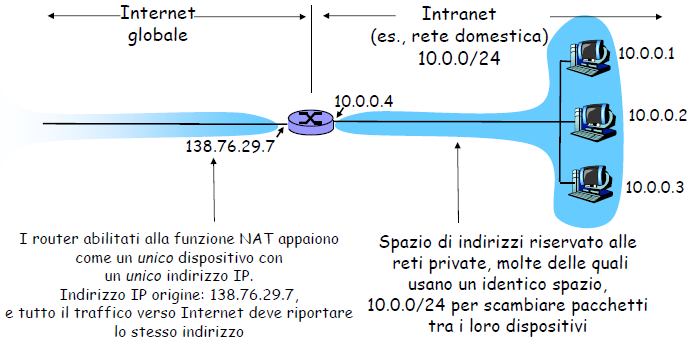 Internet
globale
Intranet
(es., rete domestica)
10.0.0/24
10.0.0.1
10.0.0.4
10.0.0.2
138.76.29.7
10.0.0.3
I router abilitati alla funzione NAT appaiono
come un unico dispositivo con
un unico indirizzo IP.
Indirizzo IP origine: 138.76.29.7,
e tutto il traffico verso Internet deve riportare
lo stesso indirizzo
Spazio di indirizzi riservato alle
reti private, molte delle quali
usano un identico spazio,
10.0.0/24 per scambiare pacchetti
tra i loro dispositivi